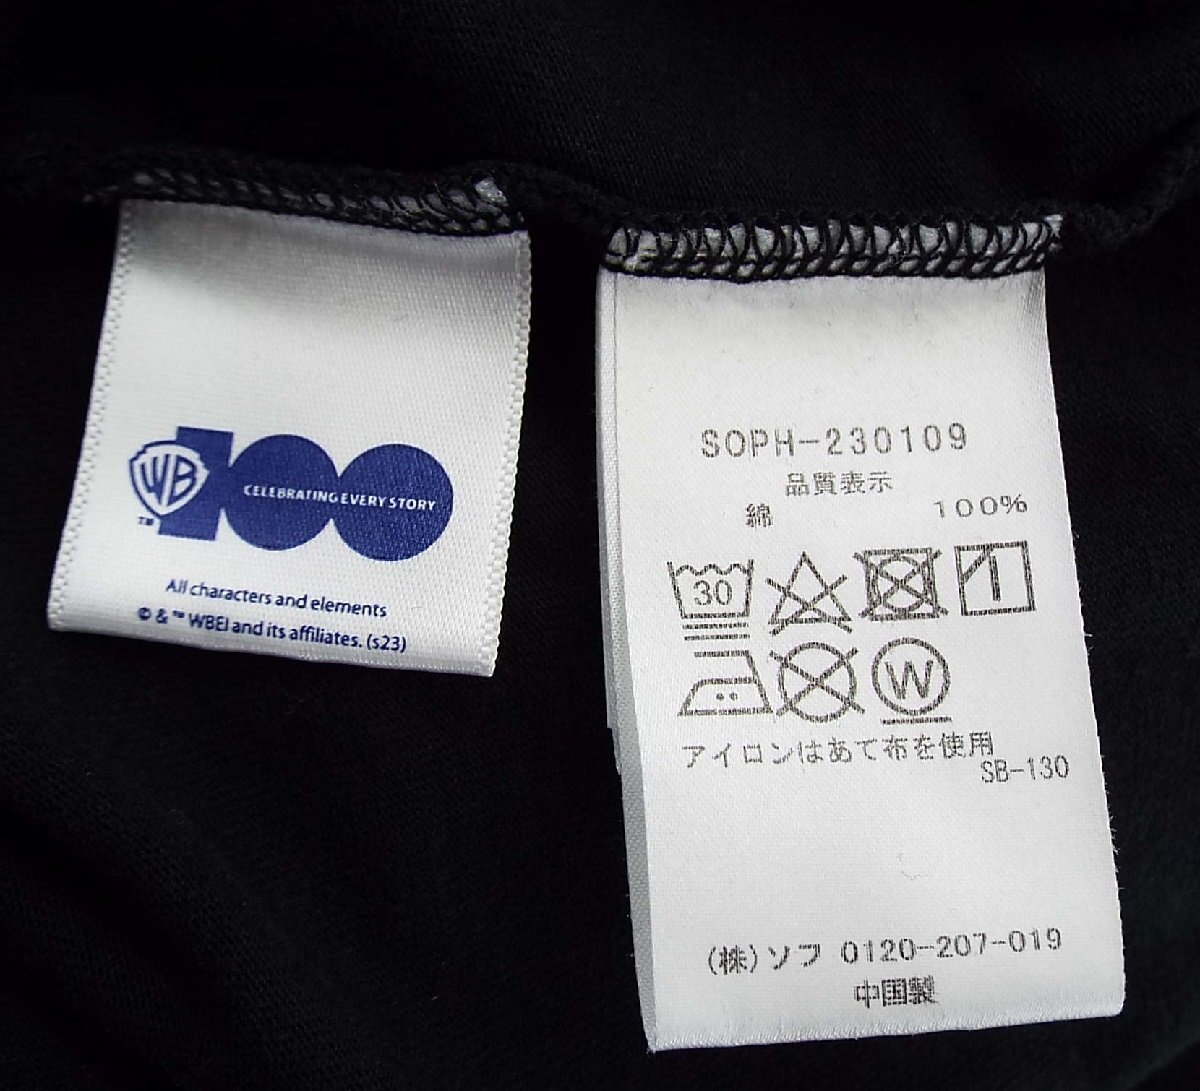 WB
TM
100
CELEBRATING EVERY STORY
All characters and elements
© & ™ WBEI and its affiliates. (s23)
SOPH-230109
品質表示
綿 100%
30
W
アイロンはあて布を使用
SB-130
(株)ソフ 0120-207-019
中国製